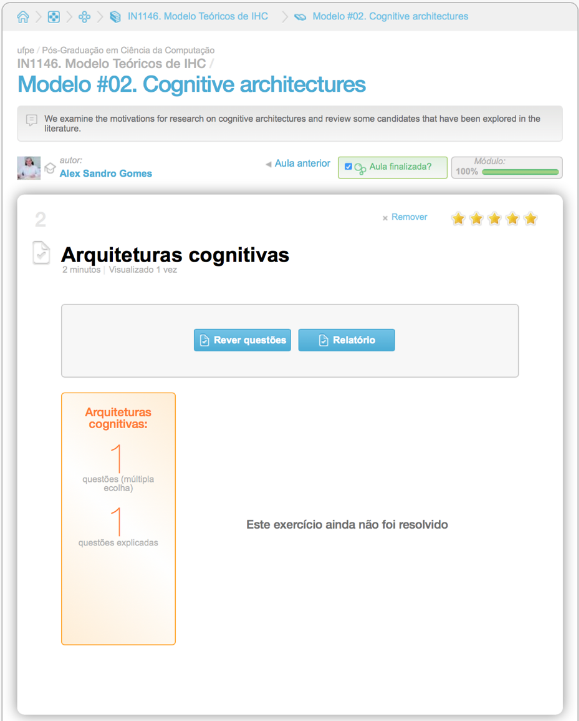 IN1146. Modelo Teóricos de IHC Modelo #02. Cognitive architectures
ufpe / Pós-Graduação em Ciência da Computação
IN1146. Modelo Teóricos de IHC /
Modelo #02. Cognitive architectures
We examine the motivations for research on cognitive architectures and review some candidates that have been explored in the
literature.
autor:
Alex Sandro Gomes
Aula anterior
Aula finalizada?
Módulo:
100%
2
Remover
Arquiteturas cognitivas
2 minutos | Visualizado 1 vez
Rever questões
Relatório
Arquiteturas
cognitivas:
1
questões (múltipla
ecolha)
1
questões explicadas
Este exercício ainda não foi resolvido